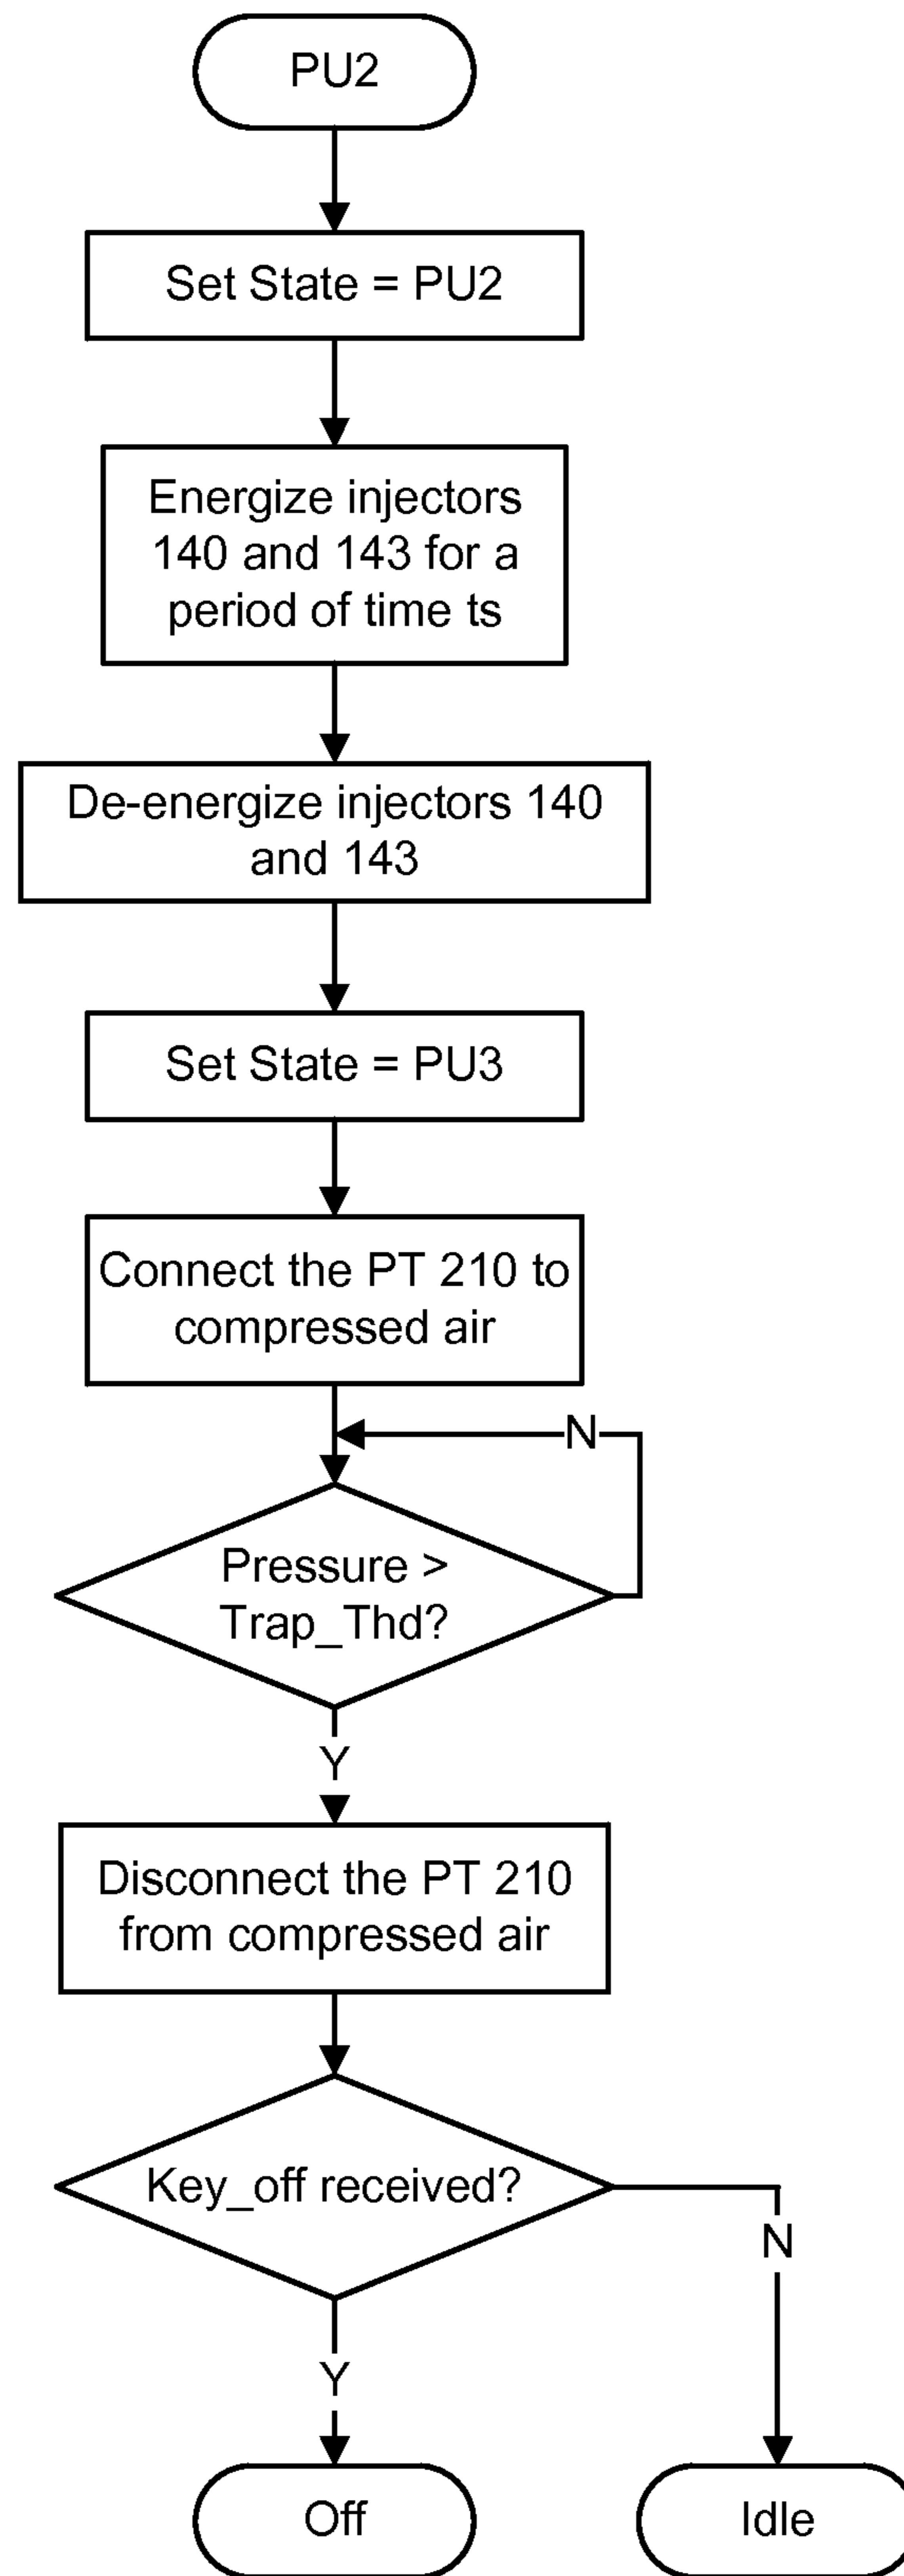 PU2
Set State = PU2
Energize injectors
140 and 143 for a
period of time ts
De-energize injectors 140
and 143
Set State = PU3
Connect the PT 210 to
compressed air
N
Pressure >
Trap_Thd?
Y
Disconnect the PT 210
from compressed air
Key_off received?
N
Y
Off
Idle